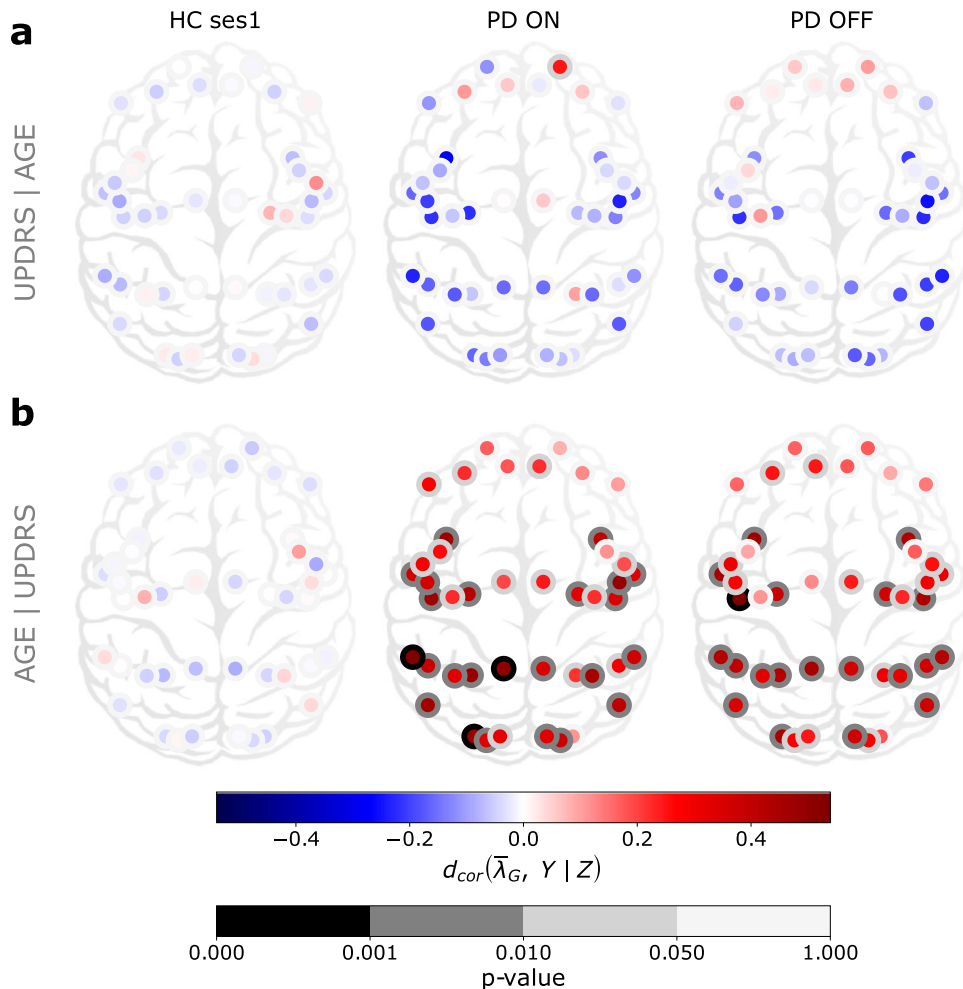 a
HC ses1 PD ON PD OFF
UPDRS | AGE
b
AGE | UPDRS
−0.4 −0.2 0.0 0.2 0.4
d_cor(λ̅_G, Y | Z)
0.000 0.001 0.010 0.050 1.000
p-value